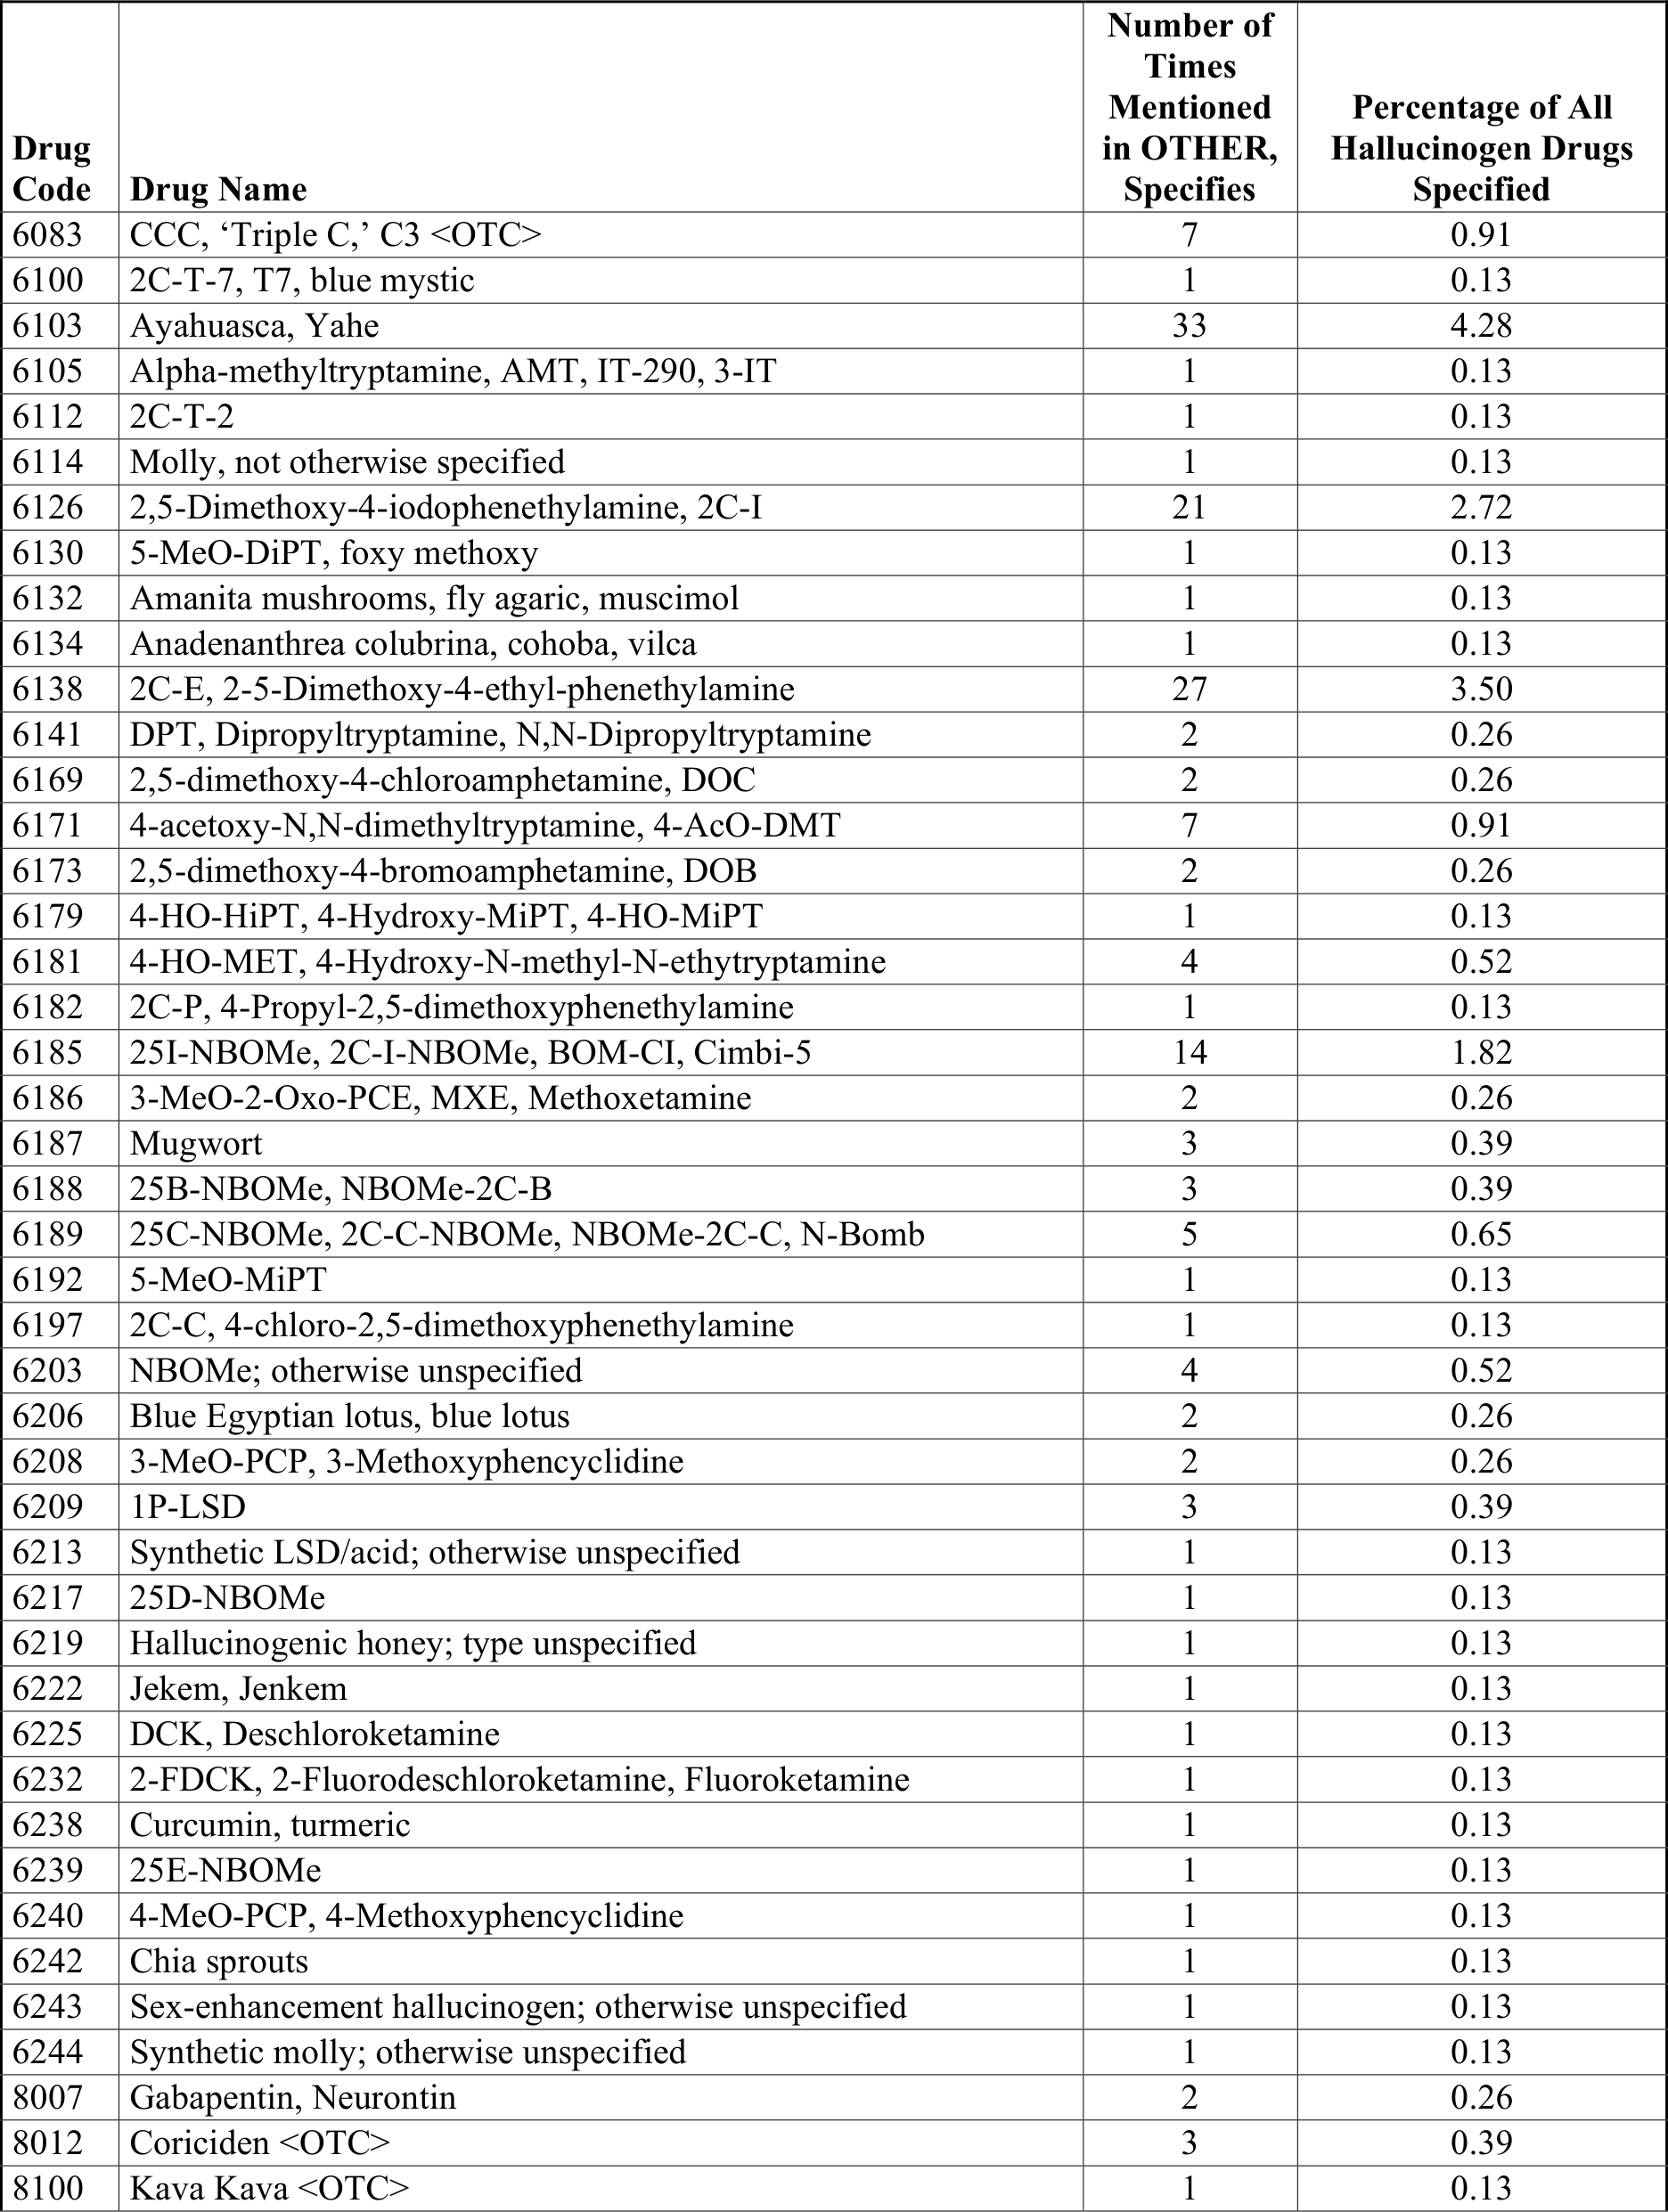 Drug Code Drug Name Number of Times Mentioned in OTHER, Specifies Percentage of All Hallucinogen Drugs Specified
6083 CCC, ‘Triple C,’ C3 <OTC> 7 0.91
6100 2C-T-7, T7, blue mystic 1 0.13
6103 Ayahuasca, Yahe 33 4.28
6105 Alpha-methyltryptamine, AMT, IT-290, 3-IT 1 0.13
6112 2C-T-2 1 0.13
6114 Molly, not otherwise specified 1 0.13
6126 2,5-Dimethoxy-4-iodophenethylamine, 2C-I 21 2.72
6130 5-MeO-DiPT, foxy methoxy 1 0.13
6132 Amanita mushrooms, fly agaric, muscimol 1 0.13
6134 Anadenanthrea colubrina, cohoba, vilca 1 0.13
6138 2C-E, 2-5-Dimethoxy-4-ethyl-phenethylamine 27 3.50
6141 DPT, Dipropyltryptamine, N,N-Dipropyltryptamine 2 0.26
6169 2,5-dimethoxy-4-chloroamphetamine, DOC 2 0.26
6171 4-acetoxy-N,N-dimethyltryptamine, 4-AcO-DMT 7 0.91
6173 2,5-dimethoxy-4-bromoamphetamine, DOB 2 0.26
6179 4-HO-HiPT, 4-Hydroxy-MiPT, 4-HO-MiPT 1 0.13
6181 4-HO-MET, 4-Hydroxy-N-methyl-N-ethytryptamine 4 0.52
6182 2C-P, 4-Propyl-2,5-dimethoxyphenethylamine 1 0.13
6185 25I-NBOMe, 2C-I-NBOMe, BOM-CI, Cimbi-5 14 1.82
6186 3-MeO-2-Oxo-PCE, MXE, Methoxetamine 2 0.26
6187 Mugwort 3 0.39
6188 25B-NBOMe, NBOMe-2C-B 3 0.39
6189 25C-NBOMe, 2C-C-NBOMe, NBOMe-2C-C, N-Bomb 5 0.65
6192 5-MeO-MiPT 1 0.13
6197 2C-C, 4-chloro-2,5-dimethoxyphenethylamine 1 0.13
6203 NBOMe; otherwise unspecified 4 0.52
6206 Blue Egyptian lotus, blue lotus 2 0.26
6208 3-MeO-PCP, 3-Methoxyphencyclidine 2 0.26
6209 1P-LSD 3 0.39
6213 Synthetic LSD/acid; otherwise unspecified 1 0.13
6217 25D-NBOMe 1 0.13
6219 Hallucinogenic honey; type unspecified 1 0.13
6222 Jekem, Jenkem 1 0.13
6225 DCK, Deschloroketamine 1 0.13
6232 2-FDCK, 2-Fluorodeschloroketamine, Fluoroketamine 1 0.13
6238 Curcumin, turmeric 1 0.13
6239 25E-NBOMe 1 0.13
6240 4-MeO-PCP, 4-Methoxyphencyclidine 1 0.13
6242 Chia sprouts 1 0.13
6243 Sex-enhancement hallucinogen; otherwise unspecified 1 0.13
6244 Synthetic molly; otherwise unspecified 1 0.13
8007 Gabapentin, Neurontin 2 0.26
8012 Coriciden <OTC> 3 0.39
8100 Kava Kava <OTC> 1 0.13